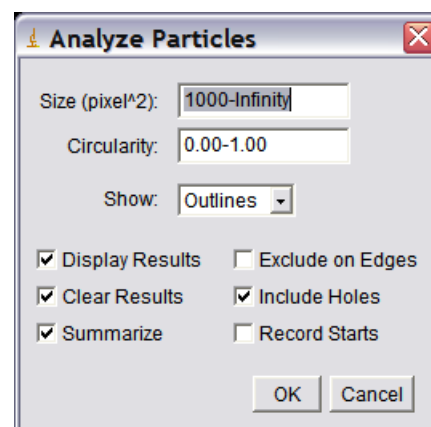 Analyze Particles
Size (pixel^2): 1000-Infinity
Circularity: 0.00-1.00
Show: Outlines
Display Results Exclude on Edges
Clear Results Include Holes
Summarize Record Starts
OK Cancel